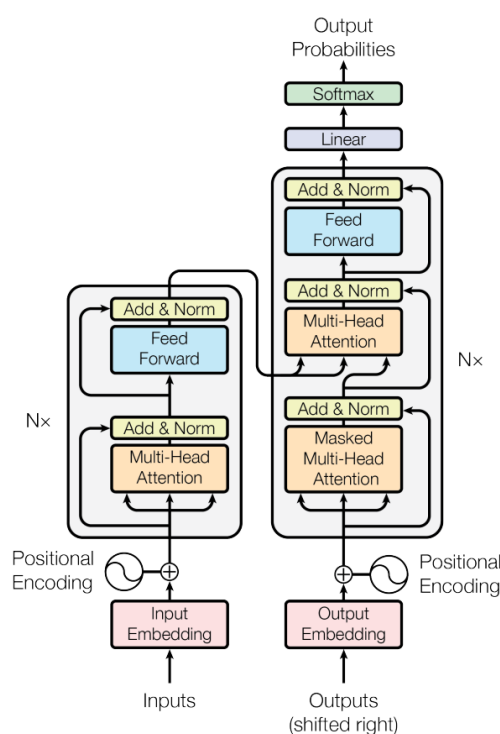 Output
Probabilities
Softmax
Linear
Add & Norm
Feed
Forward
Add & Norm
Multi-Head
Attention
Nx
Add & Norm
Masked
Multi-Head
Attention
Add & Norm
Feed
Forward
Nx
Add & Norm
Multi-Head
Attention
Positional
Encoding
Positional
Encoding
Input
Embedding
Output
Embedding
Inputs
Outputs
(shifted right)